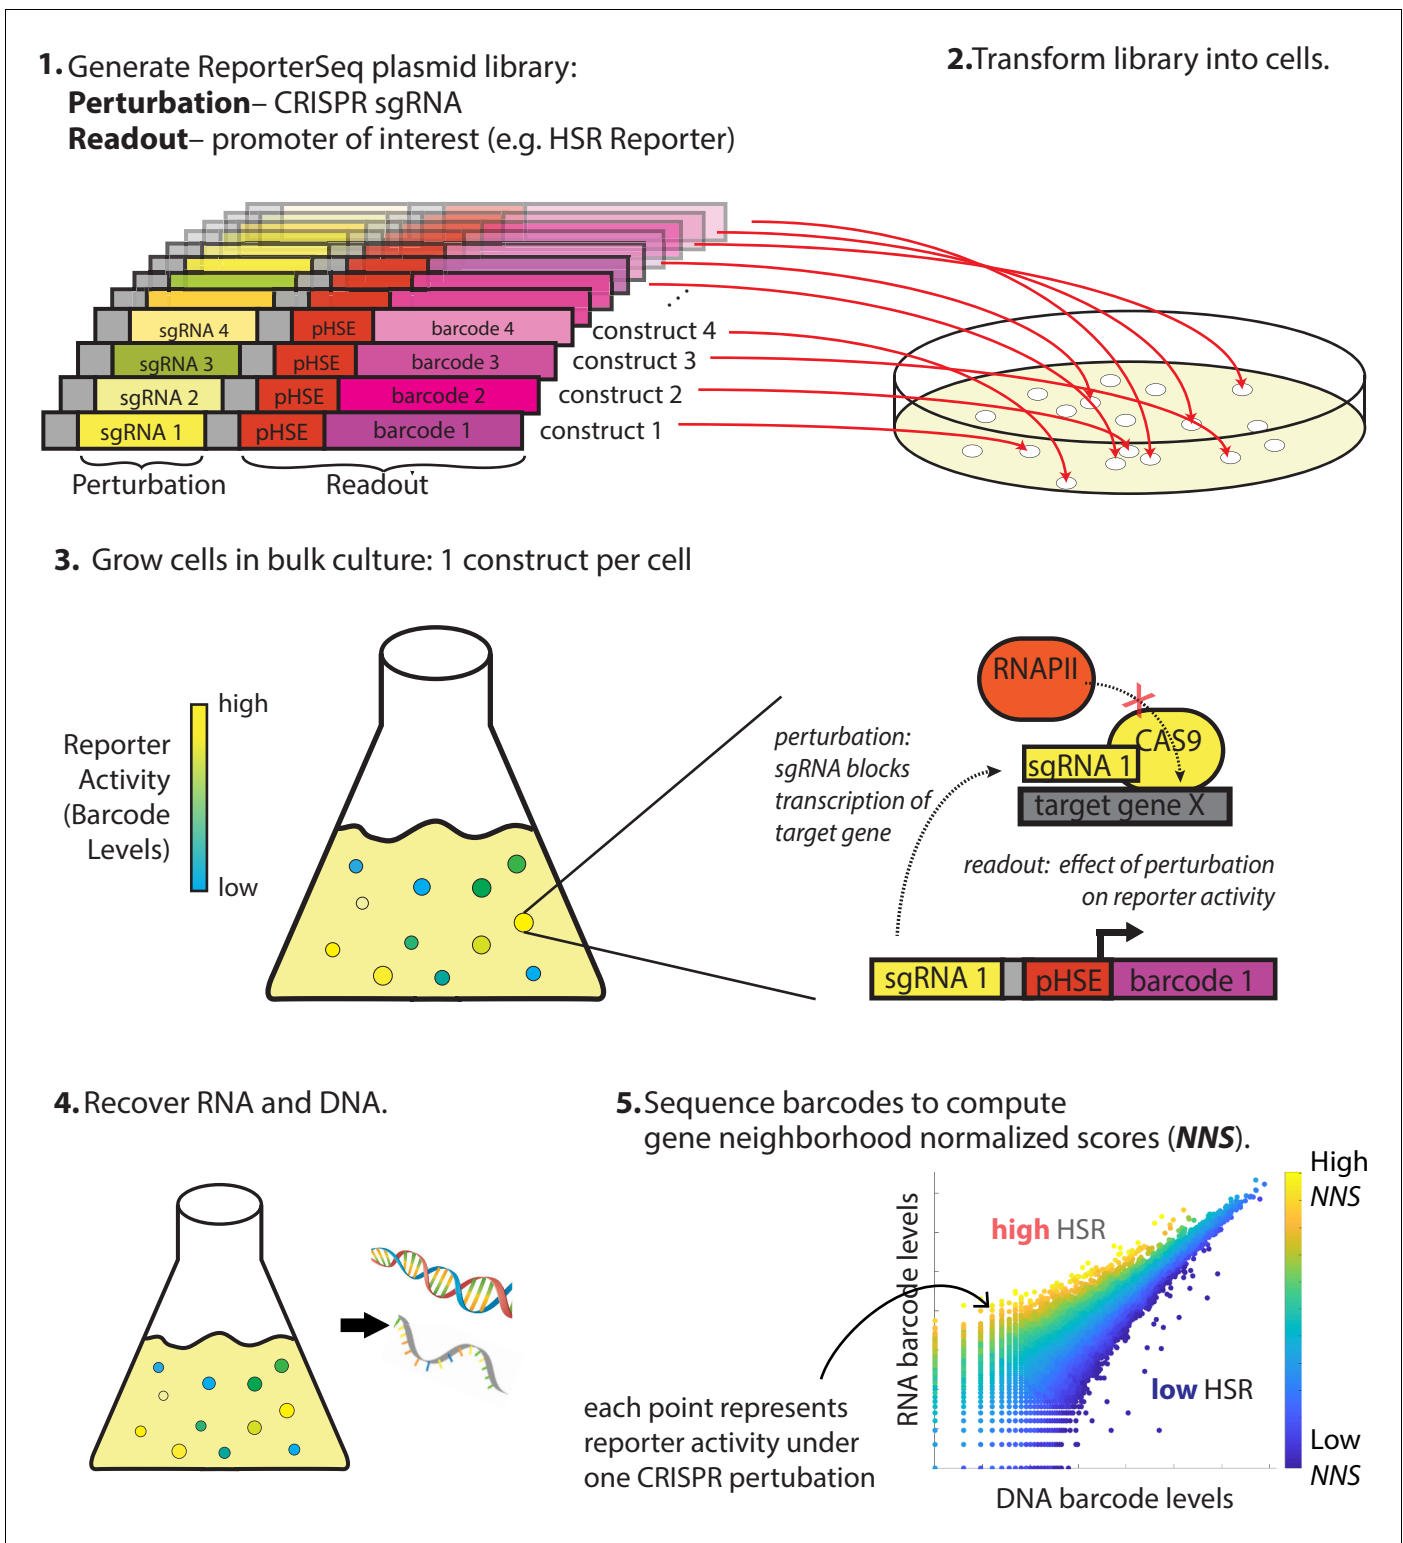 1. Generate ReporterSeq plasmid library:
Perturbation– CRISPR sgRNA
Readout– promoter of interest (e.g. HSR Reporter)
2.Transform library into cells.
sgRNA 4 pHSE barcode 4 construct 4
sgRNA 3 pHSE barcode 3 construct 3
sgRNA 2 pHSE barcode 2 construct 2
sgRNA 1 pHSE barcode 1 construct 1
Perturbation Readout
3. Grow cells in bulk culture: 1 construct per cell
high
Reporter
Activity
(Barcode
Levels)
low
RNAPII
CAS9
sgRNA 1
target gene X
perturbation:
sgRNA blocks
transcription of
target gene
readout: effect of perturbation
on reporter activity
sgRNA 1 pHSE barcode 1
4. Recover RNA and DNA.
5. Sequence barcodes to compute
gene neighborhood normalized scores (NNS).
RNA barcode levels
high HSR
low HSR
DNA barcode levels
High
NNS
Low
NNS
each point represents
reporter activity under
one CRISPR pertubation